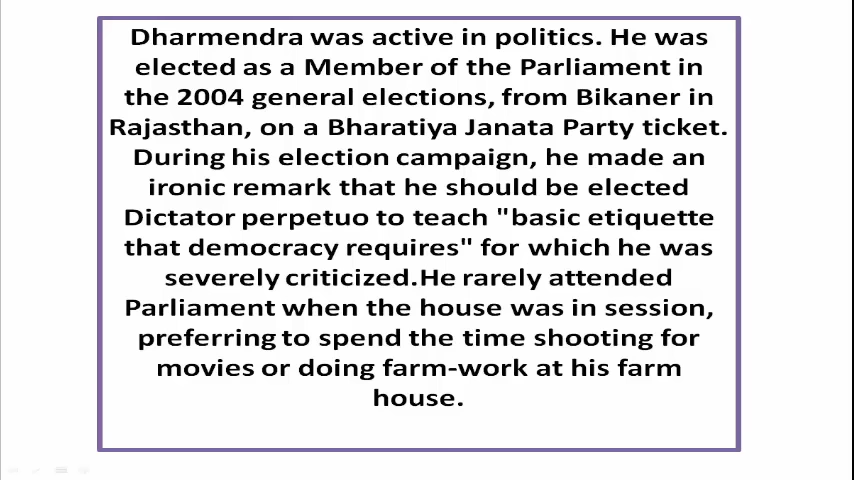 Dharmendra was active in politics. He was
elected as a Member of the Parliament in
the 2004 general elections, from Bikaner in
Rajasthan, on a Bharatiya Janata Party ticket.
During his election campaign, he made an
ironic remark that he should be elected
Dictator perpetuo to teach "basic etiquette
that democracy requires" for which he was
severely criticized.He rarely attended
Parliament when the house was in session,
preferring to spend the time shooting for
movies or doing farm-work at his farm
house.